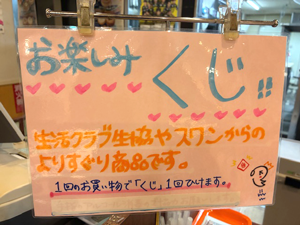 お楽しみ
くじ!!
生活クラブ生協やスワンからの
よりすぐり商品です。
1回のお買い物で「くじ」1回ひけます。